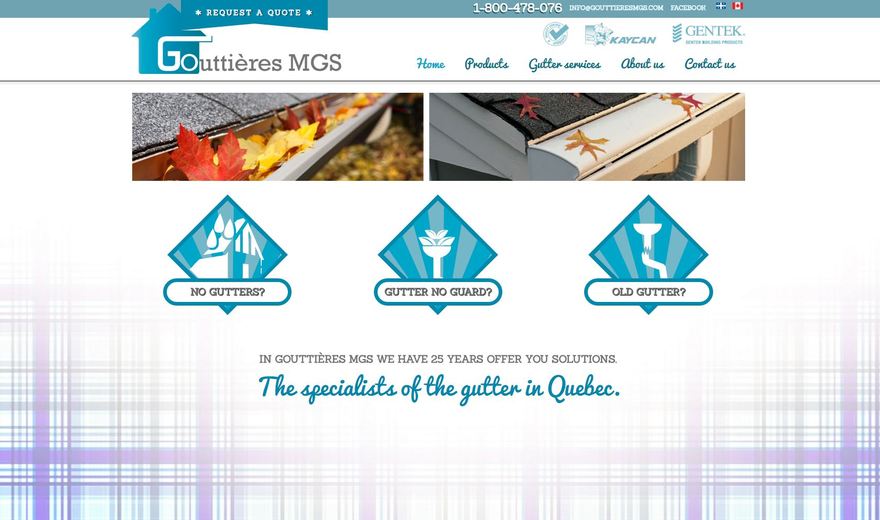 * REQUEST A QUOTE *
1-800-478-076 INFO@GOUTTIERESMGS.COM FACEBOOK
Gouttières MGS
KAYCAN
GENTEK
GENTEK BUILDING PRODUCTS
Home Products Gutter services About us Contact us
NO GUTTERS?
GUTTER NO GUARD?
OLD GUTTER?
IN GOUTTIÈRES MGS WE HAVE 25 YEARS OFFER YOU SOLUTIONS.
The specialists of the gutter in Quebec.